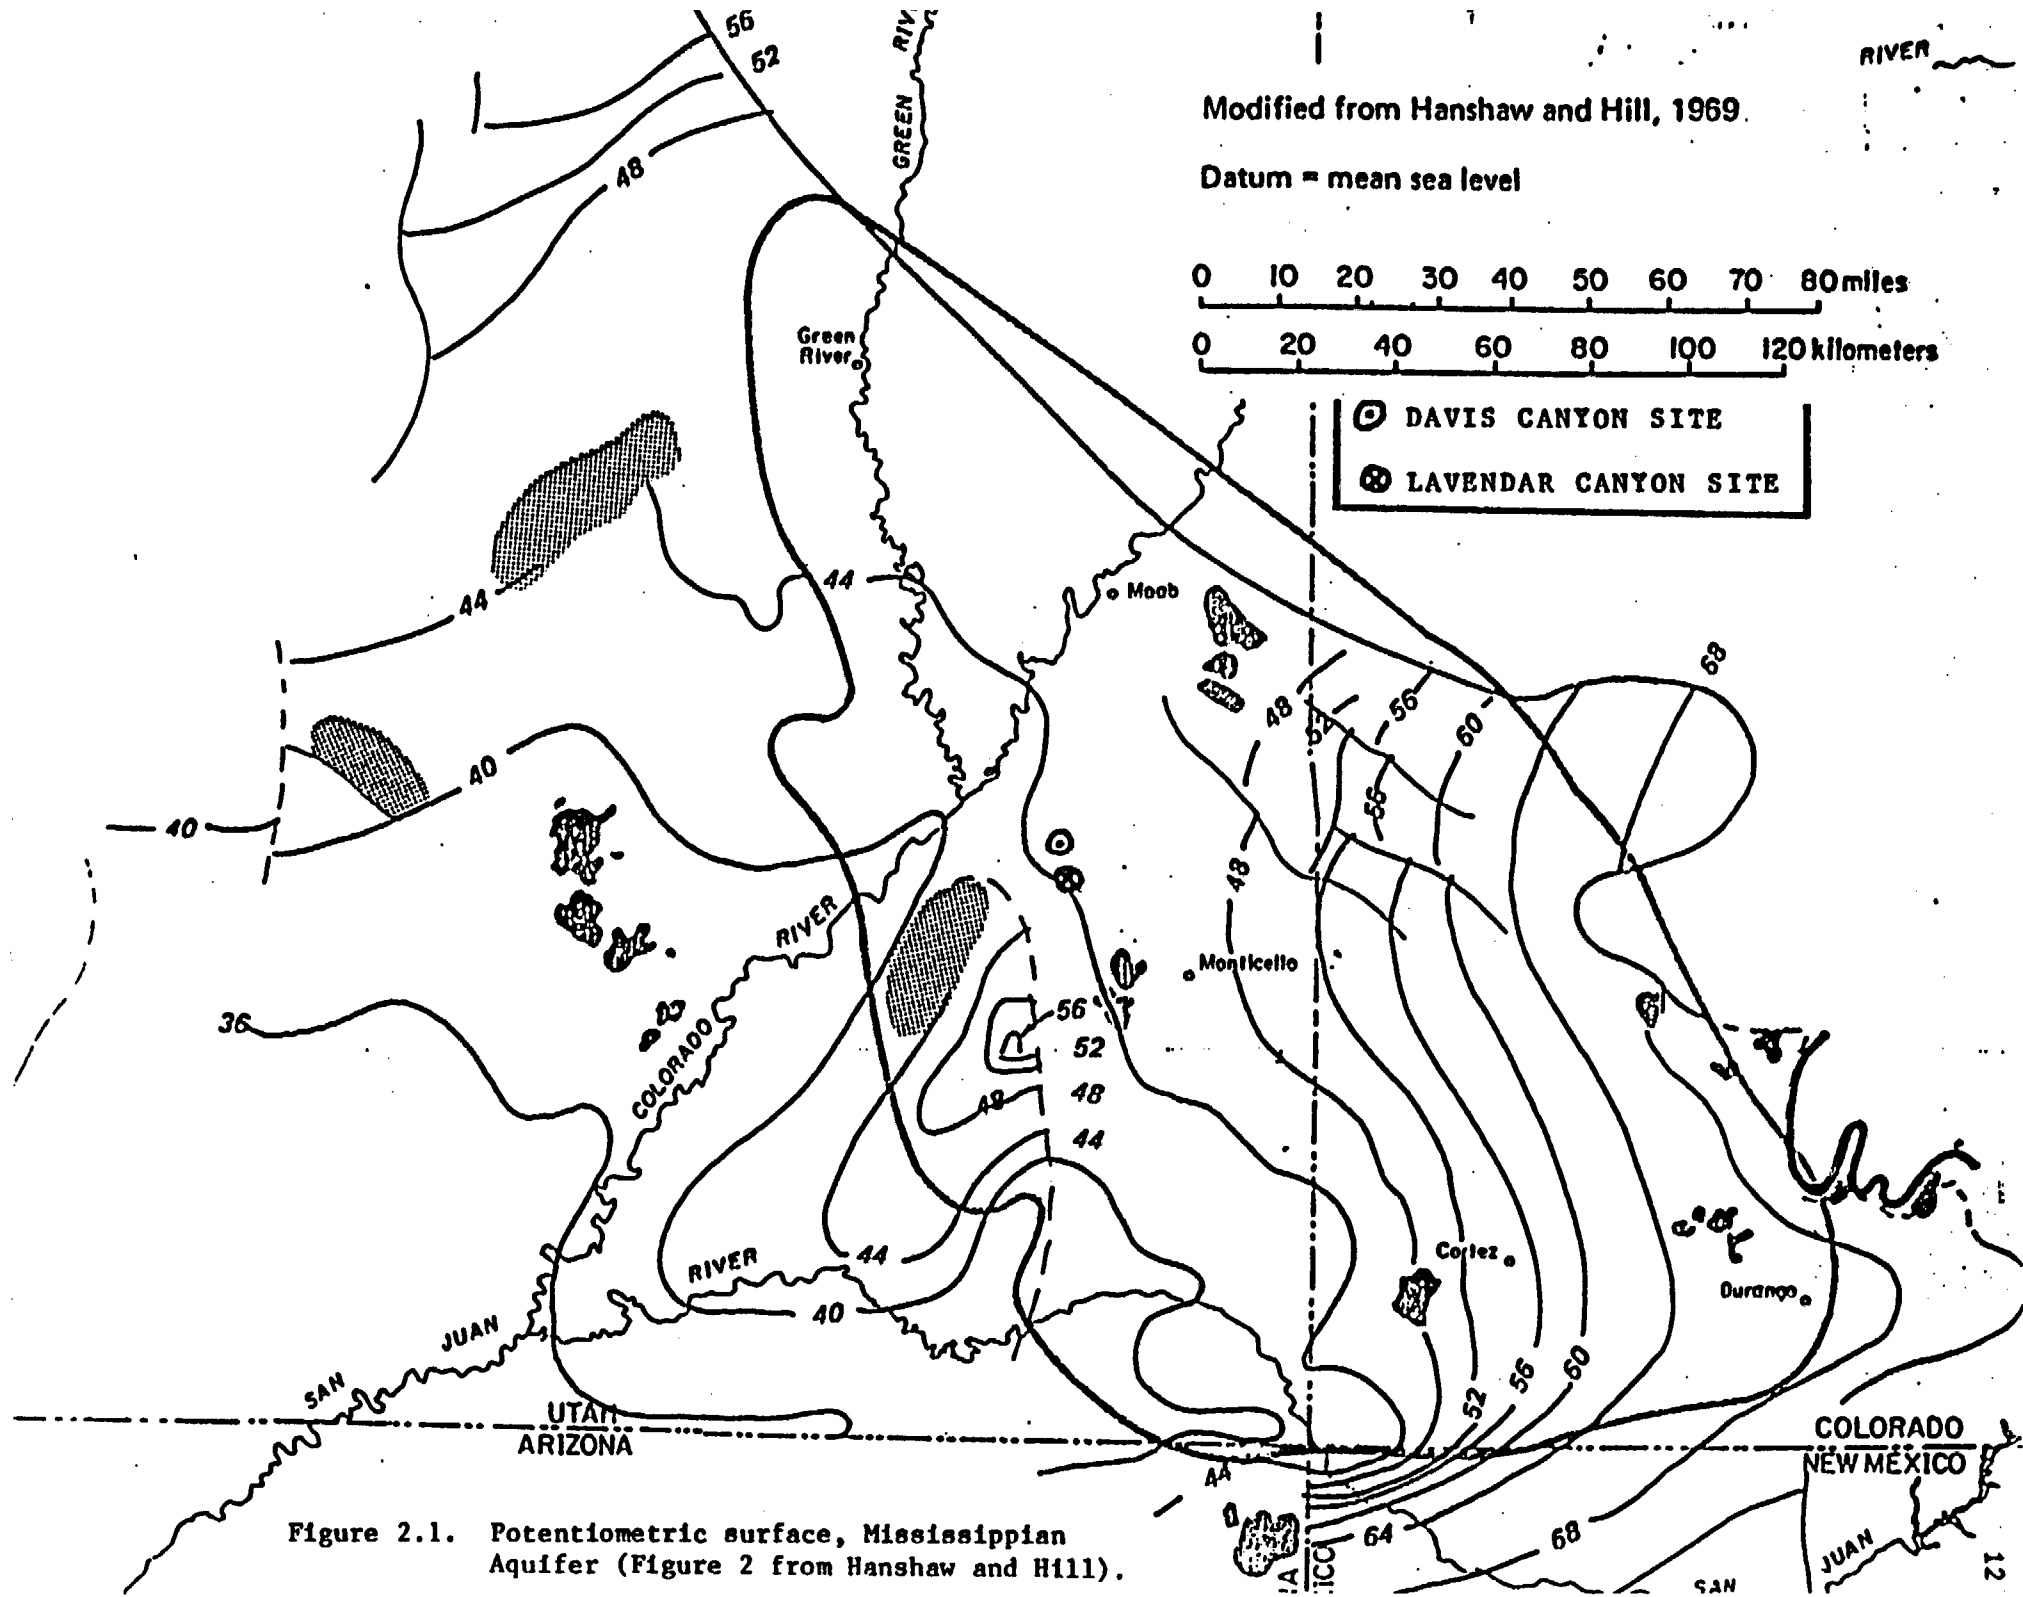 56
52
48
GREEN RIV
RIVER
Modified from Hanshaw and Hill, 1969.
Datum = mean sea level
0 10 20 30 40 50 60 70 80 miles
0 20 40 60 80 100 120 kilometers
DAVIS CANYON SITE
LAVENDAR CANYON SITE
Green
River
44
44
Moab
68
48
56
60
40
40
56
48
RIVER
Monticello
36
COLORADO
56
52
48
48
44
Cortez
44
RIVER
Durango
40
JUAN
SAN
52
56
60
UTAH
ARIZONA
COLORADO
NEW MEXICO
44
64
68
JUAN
SAN
Figure 2.1. Potentiometric surface, Mississippian
Aquifer (Figure 2 from Hanshaw and Hill).
12